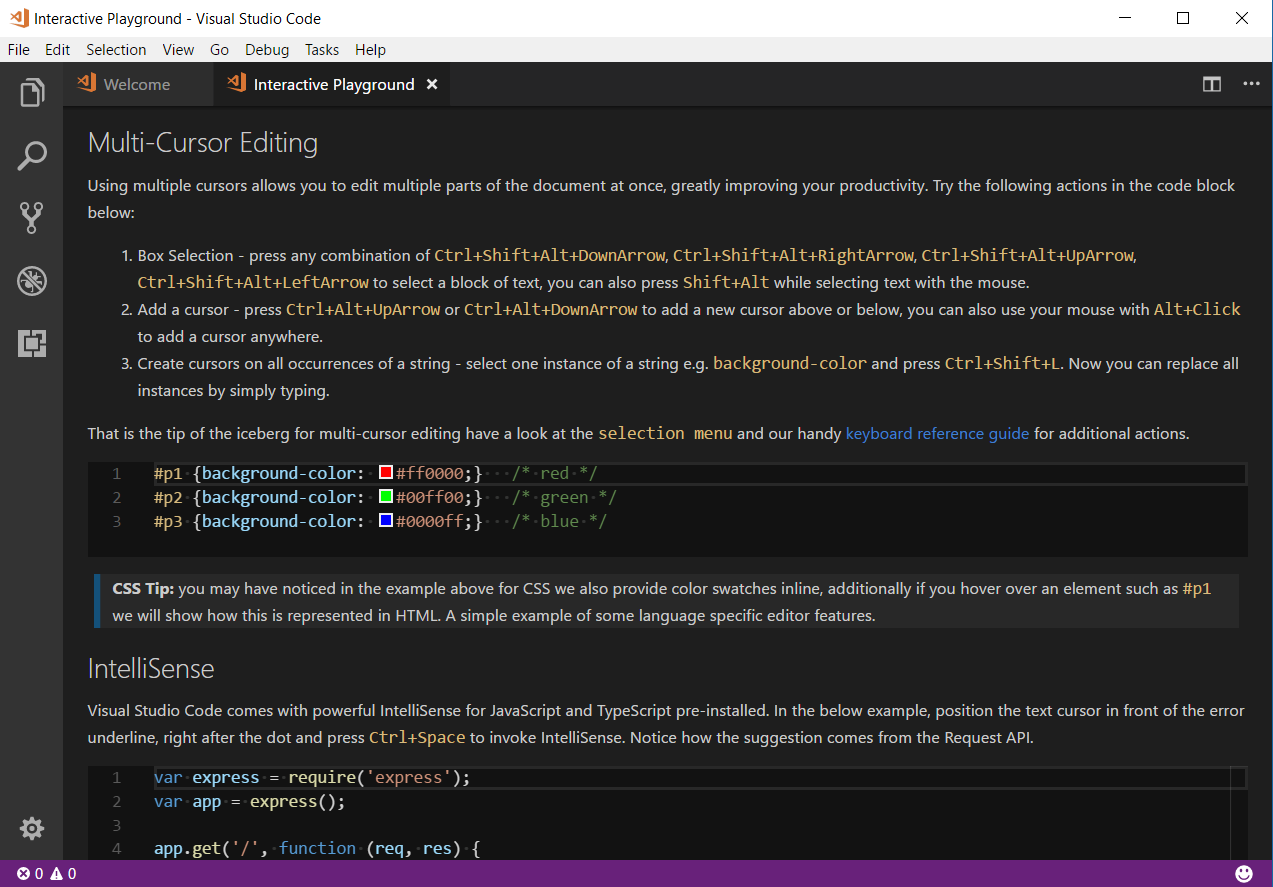 Interactive Playground - Visual Studio Code
File Edit Selection View Go Debug Tasks Help
Welcome Interactive Playground
Multi-Cursor Editing
Using multiple cursors allows you to edit multiple parts of the document at once, greatly improving your productivity. Try the following actions in the code block
below:
1. Box Selection - press any combination of Ctrl+Shift+Alt+DownArrow, Ctrl+Shift+Alt+RightArrow, Ctrl+Shift+Alt+UpArrow,
Ctrl+Shift+Alt+LeftArrow to select a block of text, you can also press Shift+Alt while selecting text with the mouse.
2. Add a cursor - press Ctrl+Alt+UpArrow or Ctrl+Alt+DownArrow to add a new cursor above or below, you can also use your mouse with Alt+Click
to add a cursor anywhere.
3. Create cursors on all occurrences of a string - select one instance of a string e.g. background-color and press Ctrl+Shift+L. Now you can replace all
instances by simply typing.
That is the tip of the iceberg for multi-cursor editing have a look at the selection menu and our handy keyboard reference guide for additional actions.
1 #p1 {background-color: #ff0000;} /* red */
2 #p2 {background-color: #00ff00;} /* green */
3 #p3 {background-color: #0000ff;} /* blue */
CSS Tip: you may have noticed in the example above for CSS we also provide color swatches inline, additionally if you hover over an element such as #p1
we will show how this is represented in HTML. A simple example of some language specific editor features.
IntelliSense
Visual Studio Code comes with powerful IntelliSense for JavaScript and TypeScript pre-installed. In the below example, position the text cursor in front of the error
underline, right after the dot and press Ctrl+Space to invoke IntelliSense. Notice how the suggestion comes from the Request API.
1 var express = require('express');
2 var app = express();
3
4 app.get('/', function (req, res) {
0 0